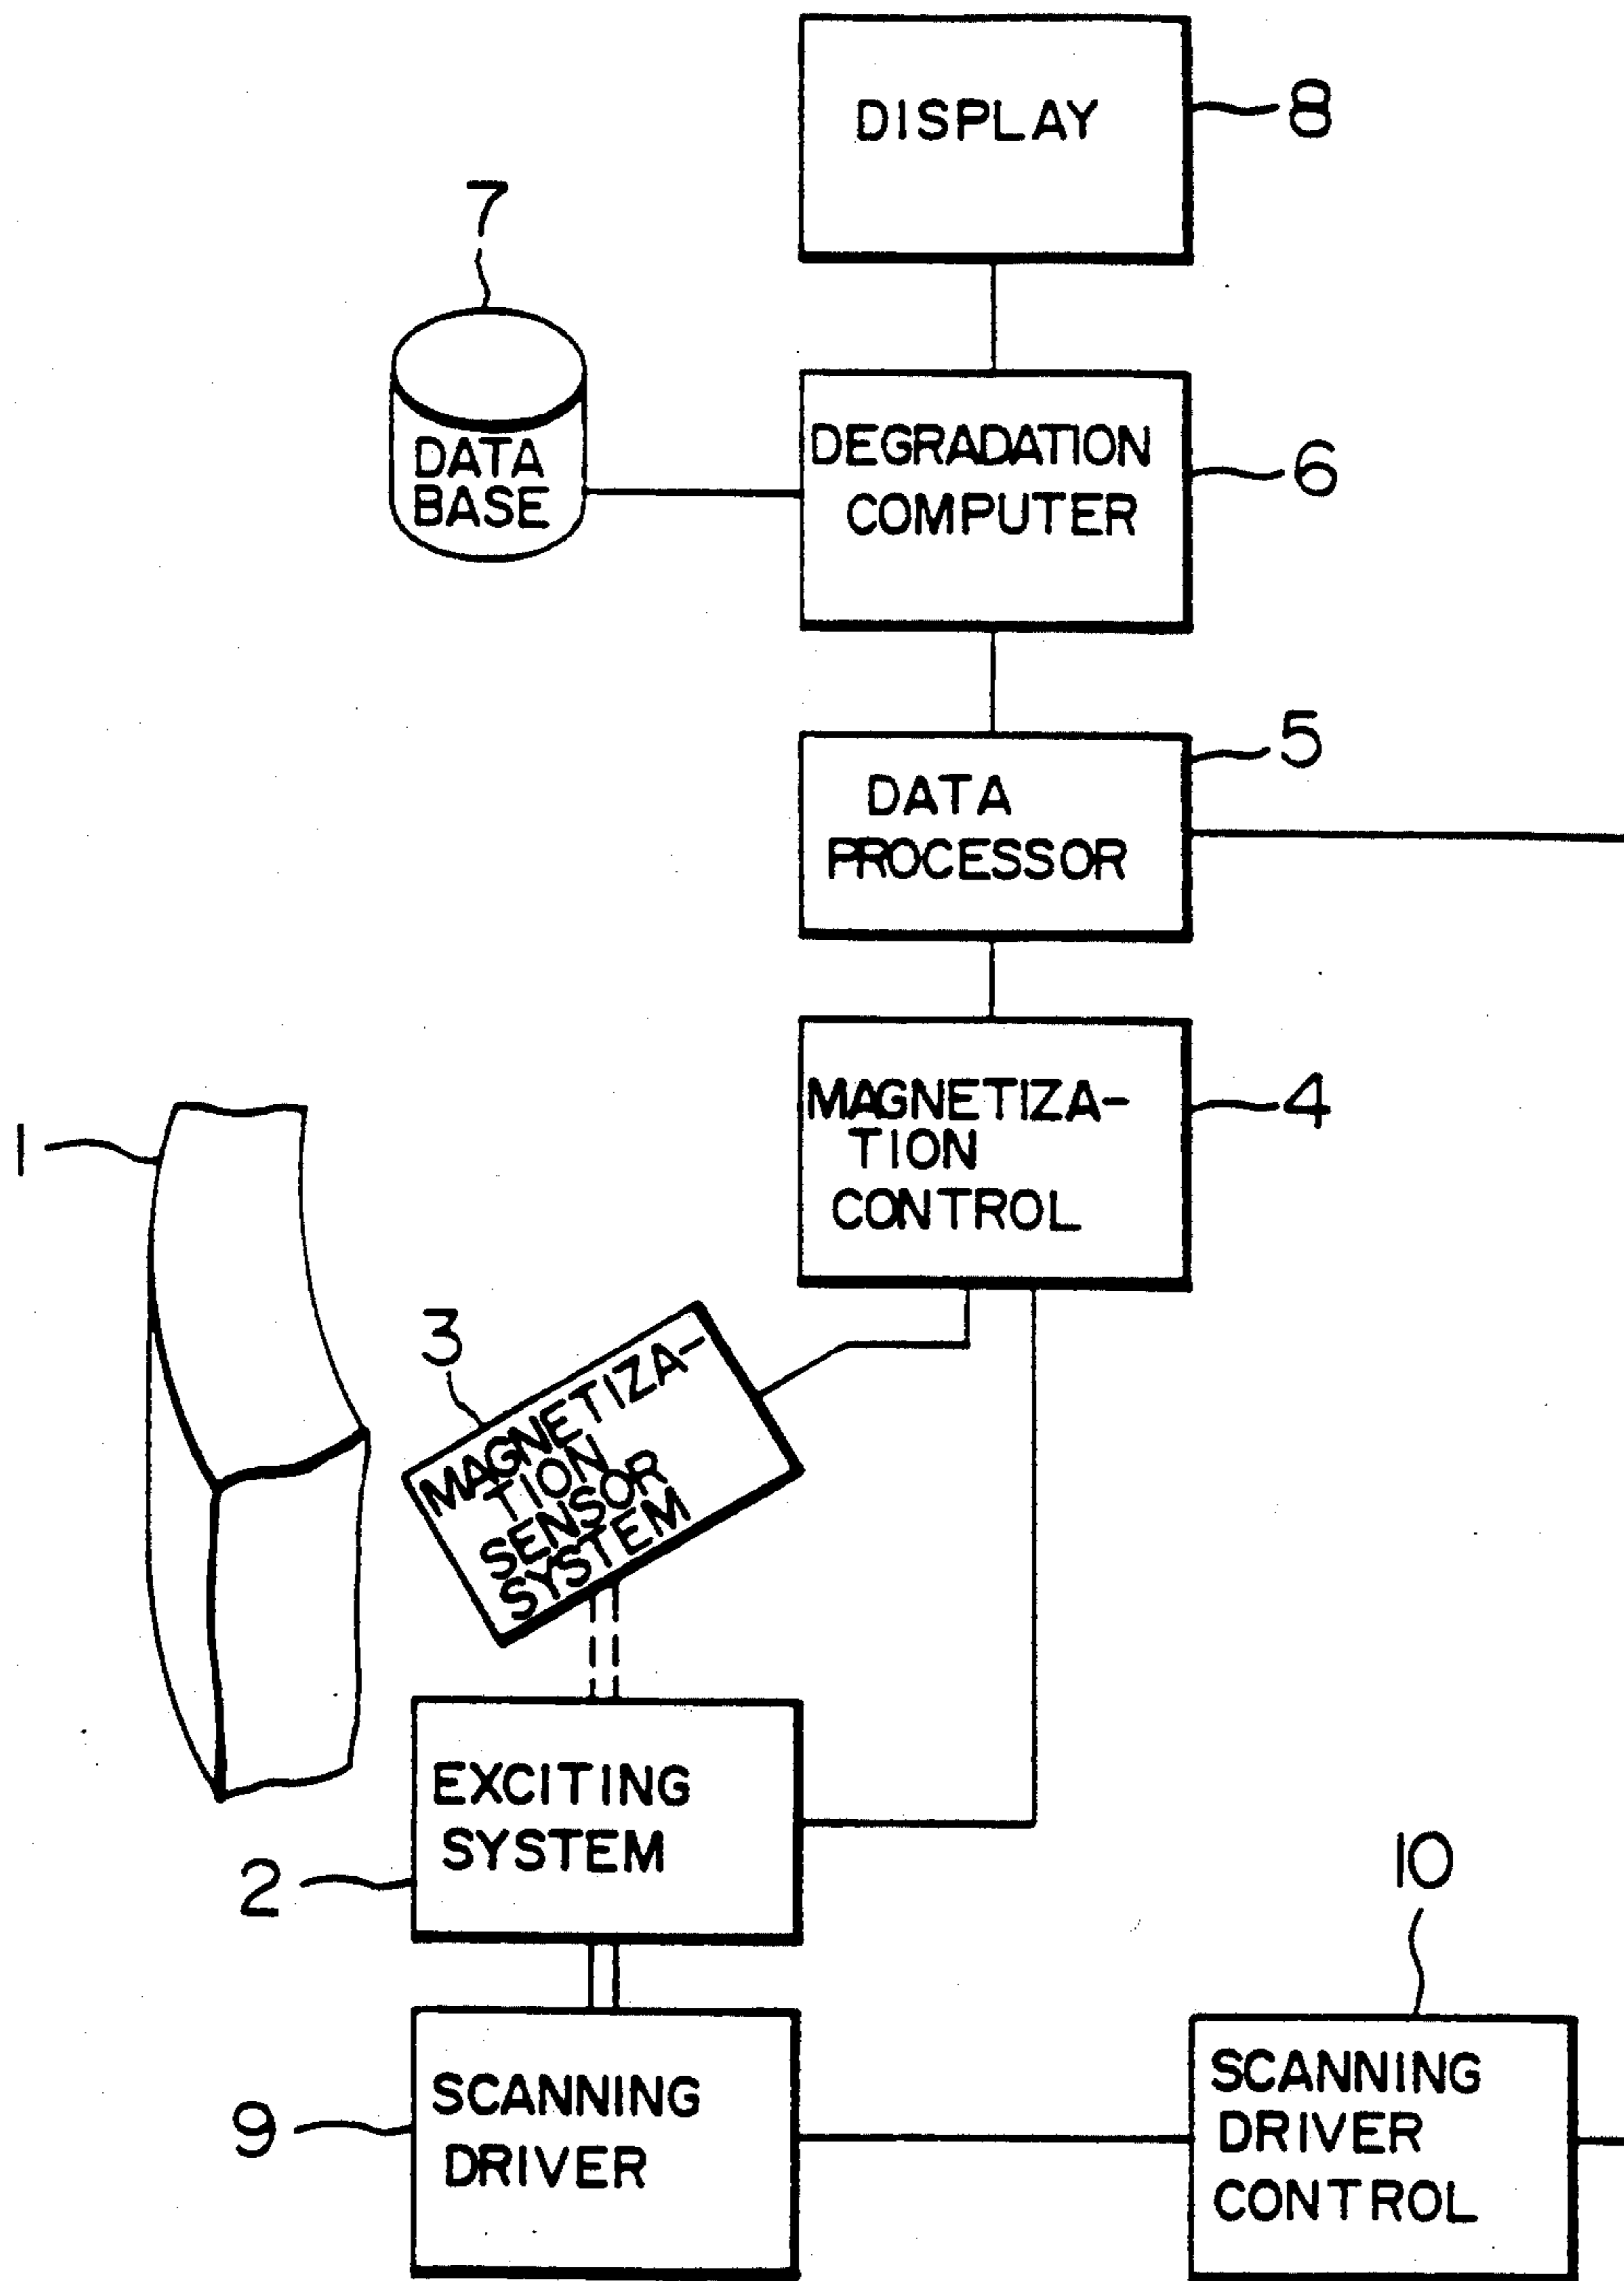 DISPLAY
8
7
DATA
BASE
DEGRADATION
COMPUTER
6
DATA
PROCESSOR
5
MAGNETIZA-
TION
CONTROL
4
1
3
MAGNETIZA-
TION
SENSOR
SYSTEM
EXCITING
SYSTEM
2
10
SCANNING
DRIVER
9
SCANNING
DRIVER
CONTROL